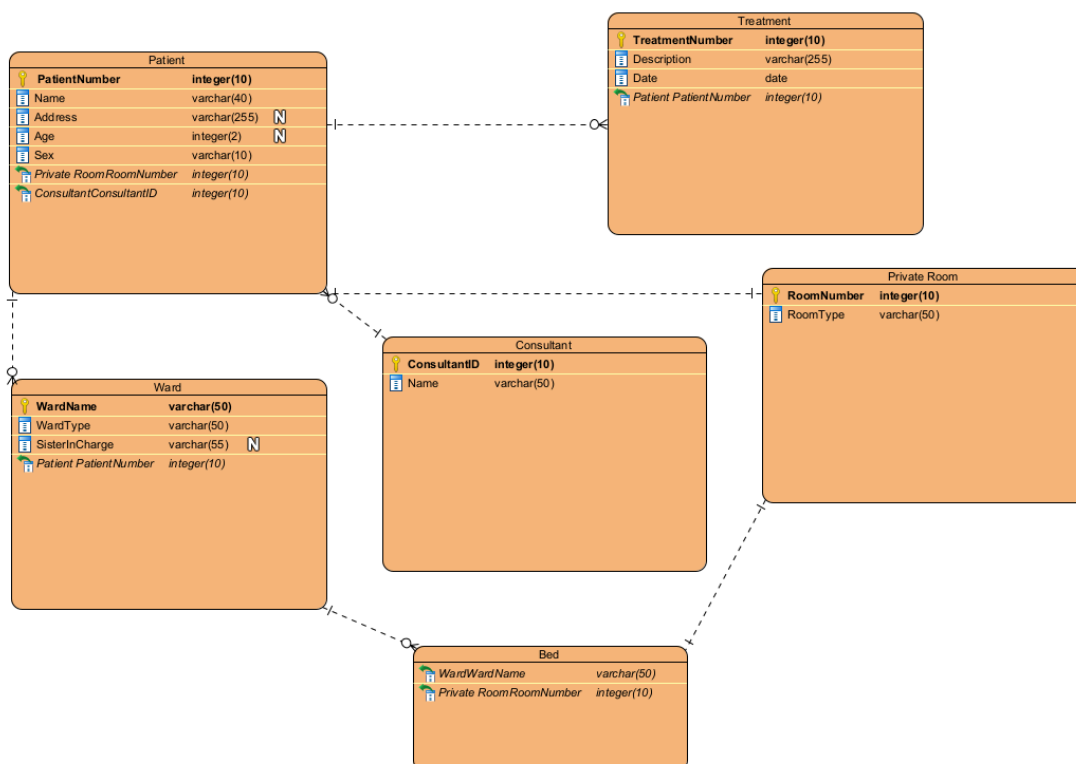 Patient
PatientNumber integer(10)
Name varchar(40)
Address varchar(255) N
Age integer(2) N
Sex varchar(10)
Private RoomRoomNumber integer(10)
ConsultantConsultantID integer(10)
Treatment
TreatmentNumber integer(10)
Description varchar(255)
Date date
Patient PatientNumber integer(10)
Private Room
RoomNumber integer(10)
RoomType varchar(50)
Consultant
ConsultantID integer(10)
Name varchar(50)
Ward
WardName varchar(50)
WardType varchar(50)
SisterInCharge varchar(55) N
Patient PatientNumber integer(10)
Bed
WardWardName varchar(50)
Private RoomRoomNumber integer(10)